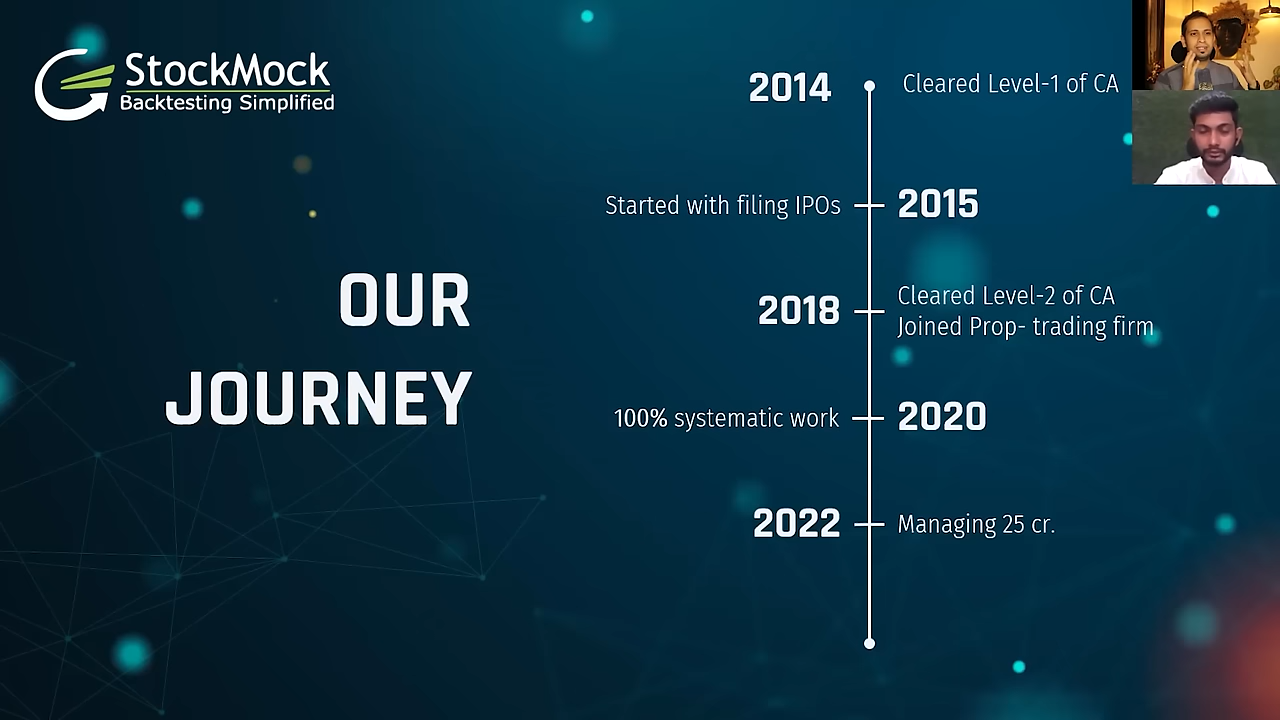 StockMock
Backtesting Simplified
OUR
JOURNEY
2014
Cleared Level-1 of CA
Started with filing IPOs
2015
2018
Cleared Level-2 of CA
Joined Prop- trading firm
100% systematic work
2020
2022
Managing 25 cr.